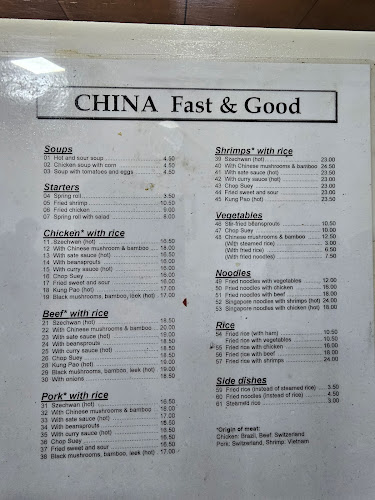 CHINA Fast & Good
Soups
01 Hot and sour soup 4.50
02 Chicken soup with corn 4.50
03 Soup with tomatoes and eggs 4.50
Starters
04 Spring roll 3.50
05 Fried shrimp 10.50
06 Fried chicken 9.00
07 Spring roll with salad 6.00
Chicken* with rice
11 Szechwan (hot) 16.50
12 With Chinese mushrooms & bamboo 18.00
13 With sate sauce (hot) 16.50
14 With beansprouts 16.50
15 With curry sauce (hot) 16.50
16 Chop Suey 16.50
17 Fried sweet and sour 16.50
18 Kung Pao (hot) 17.00
19 Black mushrooms, bamboo, leek (hot) 17.00
Beef* with rice
21 Szechwan (hot) 18.50
22 With Chinese mushrooms & bamboo 20.00
23 With sate sauce (hot) 18.50
24 With beansprouts 18.50
25 With curry sauce (hot) 18.50
26 Chop Suey 18.50
28 Kung Pao (hot)
29 Black mushrooms, bamboo, leek (hot) 19.00
30 With onions 18.50
Pork* with rice
31 Szechwan (hot) 16.50
32 With Chinese mushrooms & bamboo 18.00
33 With sate sauce (hot) 16.50
34 With beansprouts 16.50
35 With curry sauce (hot) 16.50
36 Chop Suey 16.50
37 Fried sweet and sour 16.50
38 Black mushrooms, bamboo, leek (hot) 17.00
Shrimps* with rice
39 Szechwan (hot) 23.00
40 With Chinese mushrooms & bamboo 24.50
41 With sate sauce (hot) 23.50
42 With curry sauce (hot) 23.00
43 Chop Suey 23.00
44 Fried sweet and sour 23.00
45 Kung Pao (hot) 23.50
Vegetables
46 Stir-fried beansprouts 10.50
47 Chop Suey 10.00
48 Chinese mushrooms & bamboo 12.50
(With steamed rice) 3.00
(With fried rice) 6.50
(With fried noodles) 7.50
Noodles
49 Fried noodles with vegetables 12.00
50 Fried noodles with chicken 16.00
51 Fried noodles with beef 18.00
52 Singapore noodles with shrimps (hot) 24.00
53 Singapore noodles with chicken (hot) 18.00
Rice
54 Fried rice (with ham) 10.50
Fried rice with vegetables 10.50
55 Fried rice with chicken 16.00
56 Fried rice with beef 18.00
57 Fried rice with shrimps 24.00
Side dishes
59 Fried rice (instead of steamed rice) 3.50
60 Fried noodles (instead of rice) 4.50
61 Steamed rice 3.00
*Origin of meat:
Chicken: Brazil, Beef: Switzerland
Pork: Switzerland, Shrimp: Vietnam